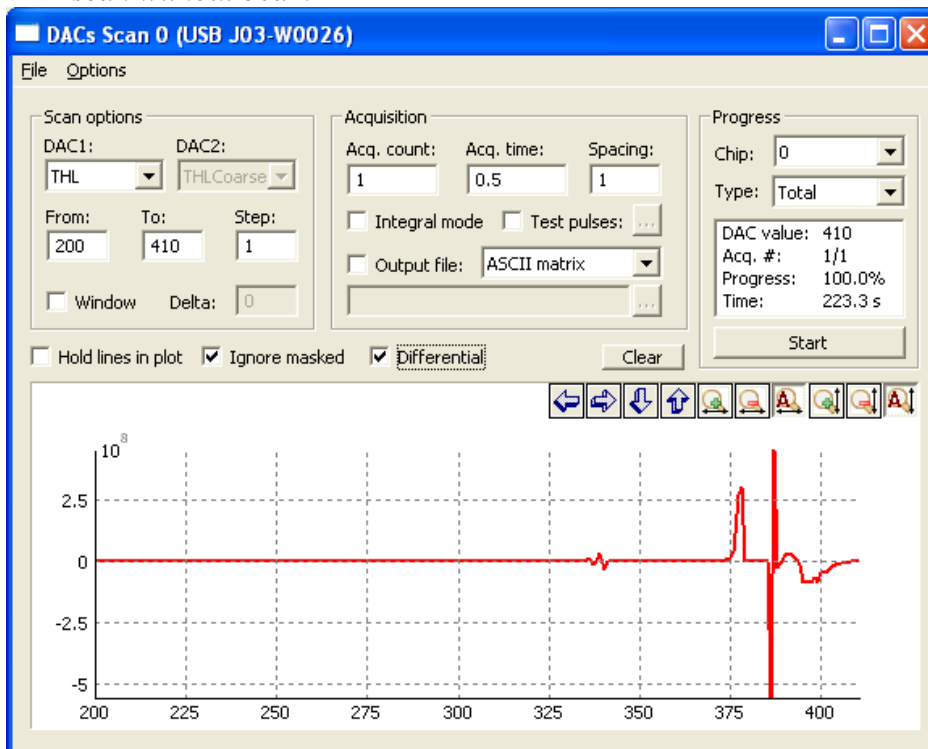 DACs Scan 0 (USB J03-W0026)
File Options
Scan options
DAC1: DAC2:
THL THLCoarse
From: To: Step:
200 410 1
Window Delta: 0
Acquisition
Acq. count: Acq. time: Spacing:
1 0.5 1
Integral mode Test pulses: ...
Output file: ASCII matrix
...
Progress
Chip: 0
Type: Total
DAC value: 410
Acq. #: 1/1
Progress: 100.0%
Time: 223.3 s
Start
Hold lines in plot Ignore masked Differential Clear
A A
10^8
2.5
0
-2.5
-5
200 225 250 275 300 325 350 375 400